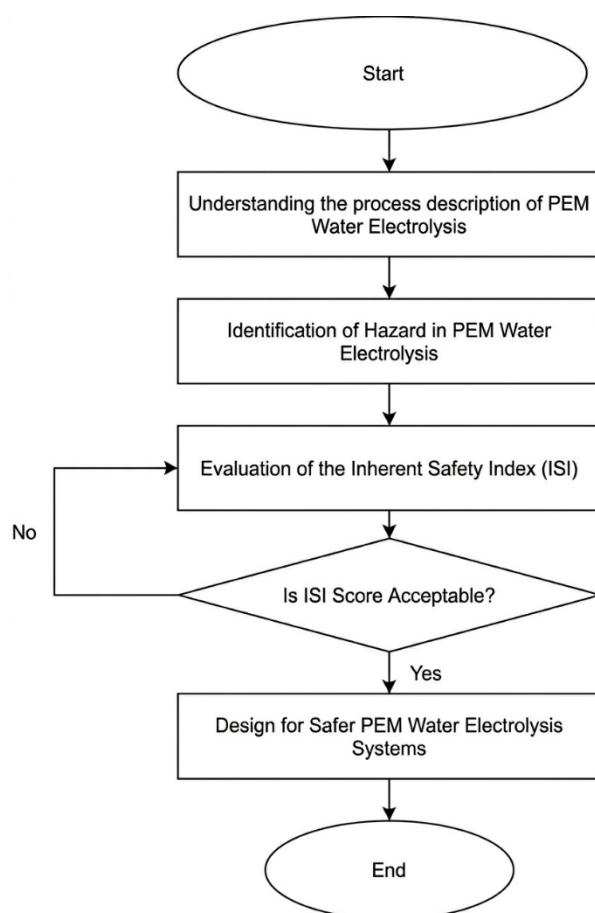 Start
Understanding the process description of PEM
Water Electrolysis
Identification of Hazard in PEM Water
Electrolysis
Evaluation of the Inherent Safety Index (ISI)
No
Is ISI Score Acceptable?
Yes
Design for Safer PEM Water Electrolysis
Systems
End